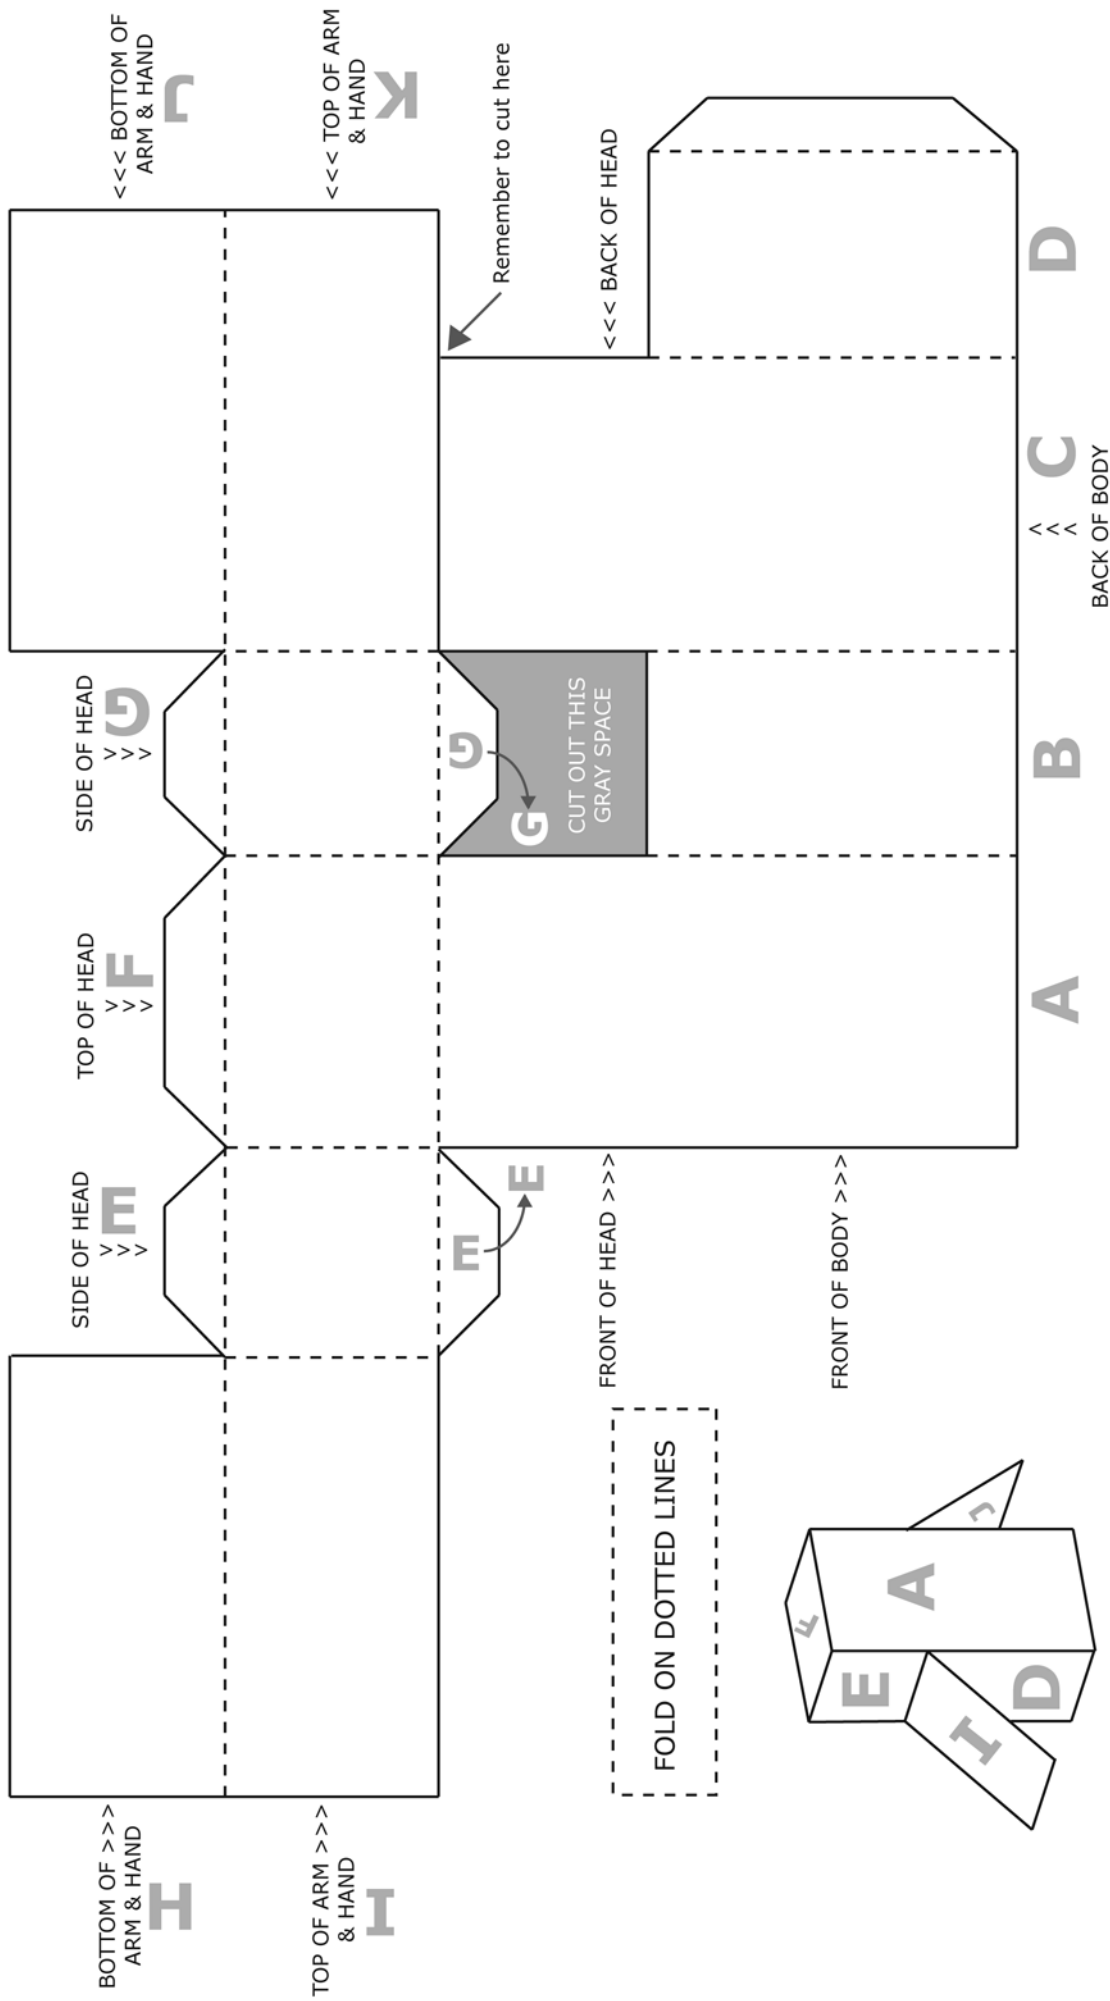 <<< BOTTOM OF
ARM & HAND
J
<<< TOP OF ARM
& HAND
K
Remember to cut here
<<< BACK OF HEAD
D
C
<<<
BACK OF BODY
SIDE OF HEAD
G
>>>
G
G
CUT OUT THIS
GRAY SPACE
B
TOP OF HEAD
F
>>>
A
SIDE OF HEAD
E
>>>
E
E
FRONT OF HEAD >>>
FRONT OF BODY >>>
BOTTOM OF >>>
ARM & HAND
H
TOP OF ARM >>>
& HAND
I
FOLD ON DOTTED LINES
F
A
J
E
I
D